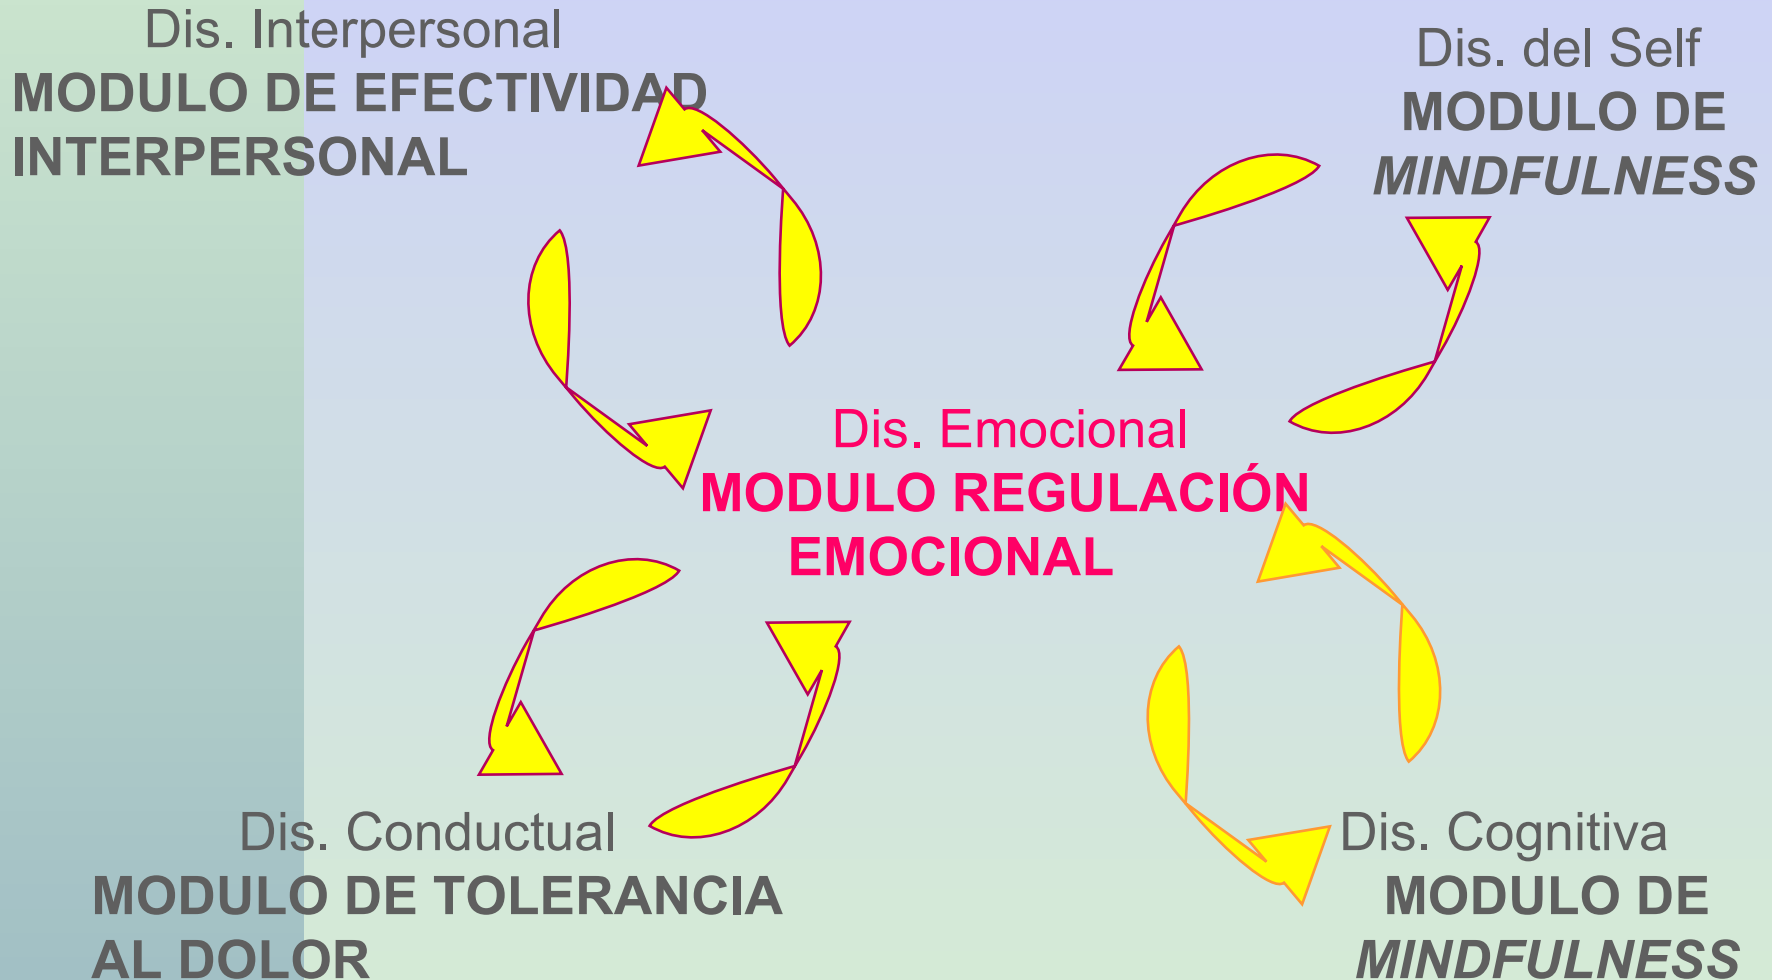 Dis. Interpersonal
MODULO DE EFECTIVIDAD
INTERPERSONAL
Dis. del Self
MODULO DE
MINDFULNESS
Dis. Emocional
MODULO REGULACIÓN
EMOCIONAL
Dis. Conductual
MODULO DE TOLERANCIA
AL DOLOR
Dis. Cognitiva
MODULO DE
MINDFULNESS